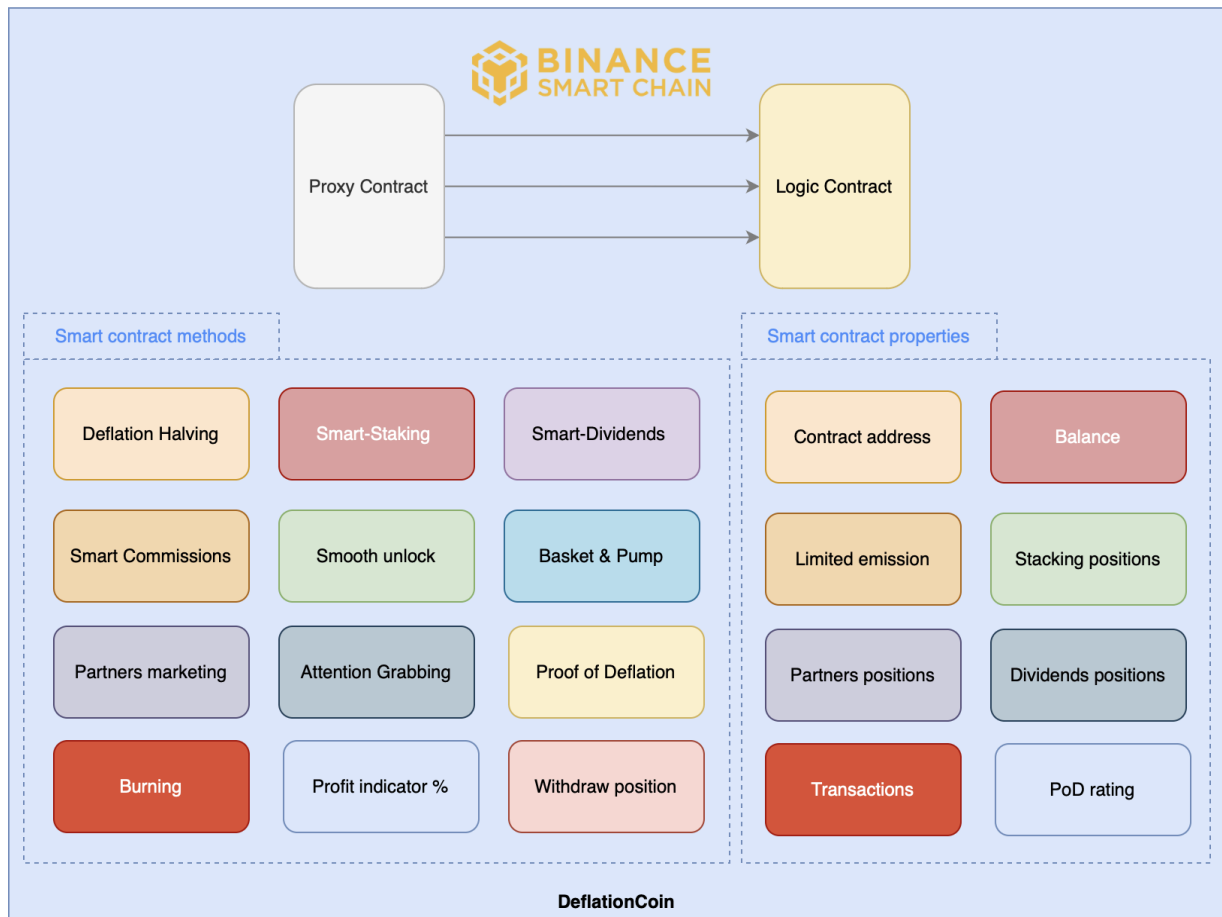 BINANCE
SMART CHAIN
Proxy Contract
Logic Contract
Smart contract methods
Deflation Halving
Smart-Staking
Smart-Dividends
Smart Commissions
Smooth unlock
Basket & Pump
Partners marketing
Attention Grabbing
Proof of Deflation
Burning
Profit indicator %
Withdraw position
Smart contract properties
Contract address
Balance
Limited emission
Stacking positions
Partners positions
Dividends positions
Transactions
PoD rating
DeflationCoin